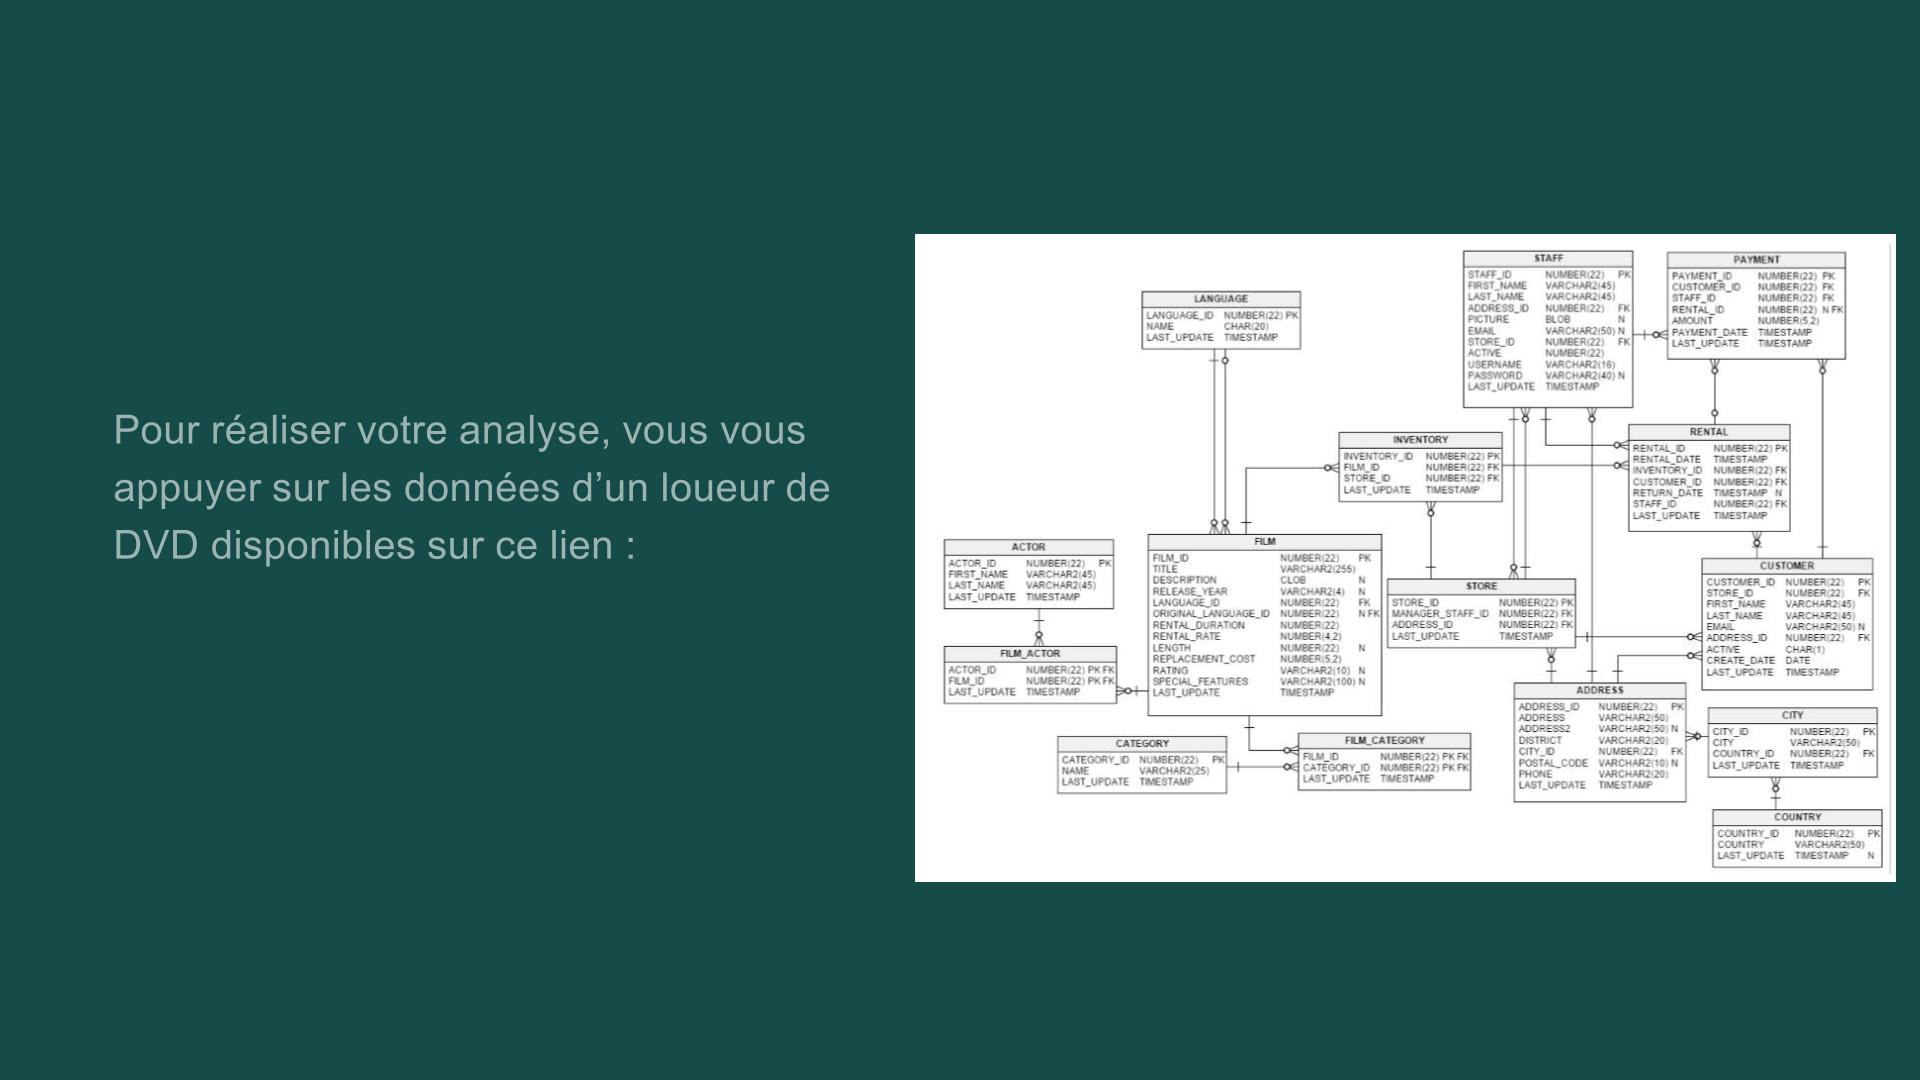 Pour réaliser votre analyse, vous vous
appuyer sur les données d’un loueur de
DVD disponibles sur ce lien :
LANGUAGE
LANGUAGE_ID NUMBER(22) PK
NAME CHAR(20)
LAST_UPDATE TIMESTAMP
STAFF
STAFF_ID NUMBER(22) PK
FIRST_NAME VARCHAR2(45)
LAST_NAME VARCHAR2(45)
ADDRESS_ID NUMBER(22) FK
PICTURE BLOB N
EMAIL VARCHAR2(50) N
STORE_ID NUMBER(22) FK
ACTIVE NUMBER(22)
USERNAME VARCHAR2(16)
PASSWORD VARCHAR2(40) N
LAST_UPDATE TIMESTAMP
PAYMENT
PAYMENT_ID NUMBER(22) PK
CUSTOMER_ID NUMBER(22) FK
STAFF_ID NUMBER(22) FK
RENTAL_ID NUMBER(22) N FK
AMOUNT NUMBER(5,2)
PAYMENT_DATE TIMESTAMP
LAST_UPDATE TIMESTAMP
INVENTORY
INVENTORY_ID NUMBER(22) PK
FILM_ID NUMBER(22) FK
STORE_ID NUMBER(22) FK
LAST_UPDATE TIMESTAMP
RENTAL
RENTAL_ID NUMBER(22) PK
RENTAL_DATE TIMESTAMP
INVENTORY_ID NUMBER(22) FK
CUSTOMER_ID NUMBER(22) FK
RETURN_DATE TIMESTAMP N
STAFF_ID NUMBER(22) FK
LAST_UPDATE TIMESTAMP
ACTOR
ACTOR_ID NUMBER(22) PK
FIRST_NAME VARCHAR2(45)
LAST_NAME VARCHAR2(45)
LAST_UPDATE TIMESTAMP
FILM
FILM_ID NUMBER(22) PK
TITLE VARCHAR2(255)
DESCRIPTION CLOB N
RELEASE_YEAR VARCHAR2(4) N
LANGUAGE_ID NUMBER(22) FK
ORIGINAL_LANGUAGE_ID NUMBER(22) N FK
RENTAL_DURATION NUMBER(22)
RENTAL_RATE NUMBER(4,2)
LENGTH NUMBER(22) N
REPLACEMENT_COST NUMBER(5,2)
RATING VARCHAR2(10) N
SPECIAL_FEATURES VARCHAR2(100) N
LAST_UPDATE TIMESTAMP
STORE
STORE_ID NUMBER(22) PK
MANAGER_STAFF_ID NUMBER(22) FK
ADDRESS_ID NUMBER(22) FK
LAST_UPDATE TIMESTAMP
CUSTOMER
CUSTOMER_ID NUMBER(22) PK
STORE_ID NUMBER(22) FK
FIRST_NAME VARCHAR2(45)
LAST_NAME VARCHAR2(45)
EMAIL VARCHAR2(50) N
ADDRESS_ID NUMBER(22) FK
ACTIVE CHAR(1)
CREATE_DATE DATE
LAST_UPDATE TIMESTAMP
FILM_ACTOR
ACTOR_ID NUMBER(22) PK FK
FILM_ID NUMBER(22) PK FK
LAST_UPDATE TIMESTAMP
ADDRESS
ADDRESS_ID NUMBER(22) PK
ADDRESS VARCHAR2(50)
ADDRESS2 VARCHAR2(50) N
DISTRICT VARCHAR2(20)
CITY_ID NUMBER(22) FK
POSTAL_CODE VARCHAR2(10) N
PHONE VARCHAR2(20)
LAST_UPDATE TIMESTAMP
CITY
CITY_ID NUMBER(22) PK
CITY VARCHAR2(50)
COUNTRY_ID NUMBER(22) FK
LAST_UPDATE TIMESTAMP
CATEGORY
CATEGORY_ID NUMBER(22) PK
NAME VARCHAR2(25)
LAST_UPDATE TIMESTAMP
FILM_CATEGORY
FILM_ID NUMBER(22) PK FK
CATEGORY_ID NUMBER(22) PK FK
LAST_UPDATE TIMESTAMP
COUNTRY
COUNTRY_ID NUMBER(22) PK
COUNTRY VARCHAR2(50)
LAST_UPDATE TIMESTAMP N